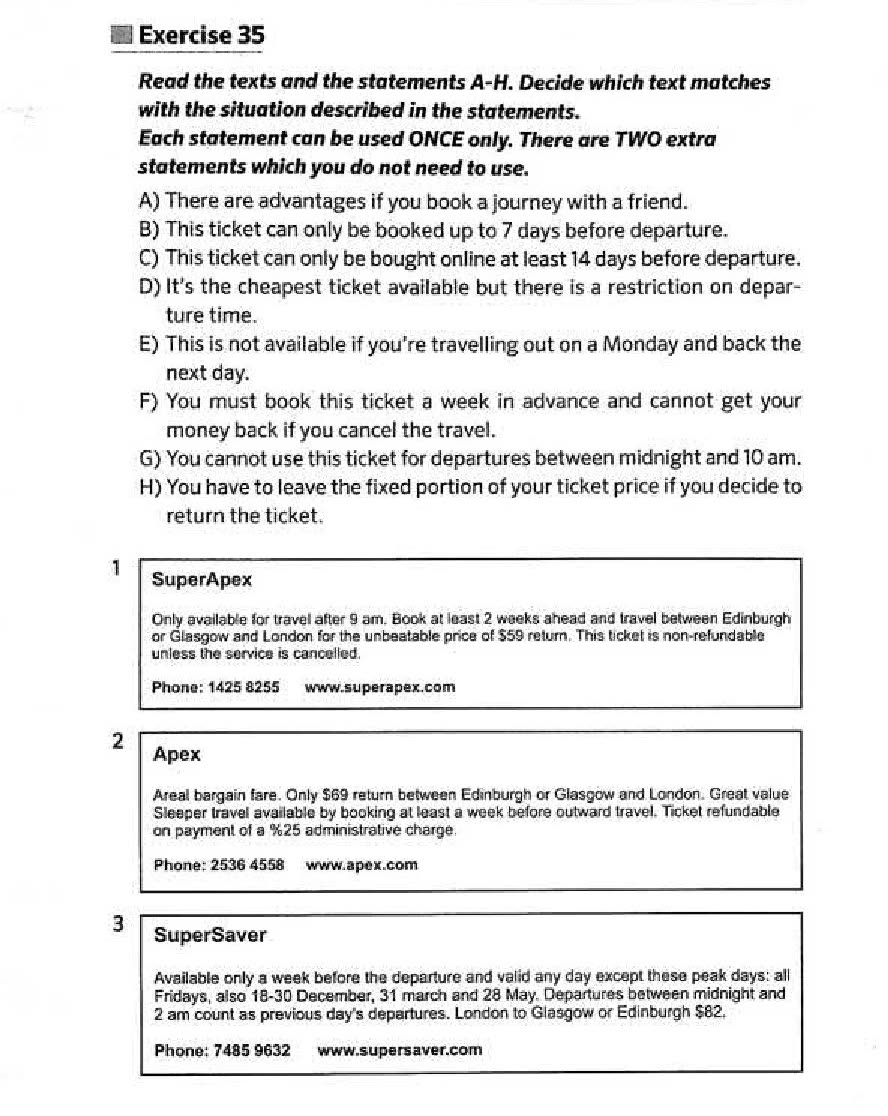 Exercise 35
Read the texts and the statements A-H. Decide which text matches
with the situation described in the statements.
Each statement can be used ONCE only. There are TWO extra
statements which you do not need to use.
A) There are advantages if you book a journey with a friend.
B) This ticket can only be booked up to 7 days before departure.
C) This ticket can only be bought online at least 14 days before departure.
D) It's the cheapest ticket available but there is a restriction on depar-
ture time.
E) This is not available if you're travelling out on a Monday and back the
next day.
F) You must book this ticket a week in advance and cannot get your
money back if you cancel the travel.
G) You cannot use this ticket for departures between midnight and 10 am.
H) You have to leave the fixed portion of your ticket price if you decide to
return the ticket.
1
SuperApex
Only available for travel after 9 am. Book at least 2 weeks ahead and travel between Edinburgh
or Glasgow and London for the unbeatable price of $59 return. This ticket is non-refundable
unless the service is cancelled.
Phone: 1425 8255 www.superapex.com
2
Apex
Areal bargain fare. Only $69 return between Edinburgh or Glasgow and London. Great value
Sleeper travel available by booking at least a week before outward travel. Ticket refundable
on payment of a %25 administrative charge.
Phone: 2536 4558 www.apex.com
3
SuperSaver
Available only a week before the departure and valid any day except these peak days: all
Fridays, also 18-30 December, 31 march and 28 May. Departures between midnight and
2 am count as previous day's departures. London to Glasgow or Edinburgh $82.
Phone: 7485 9632 www.supersaver.com